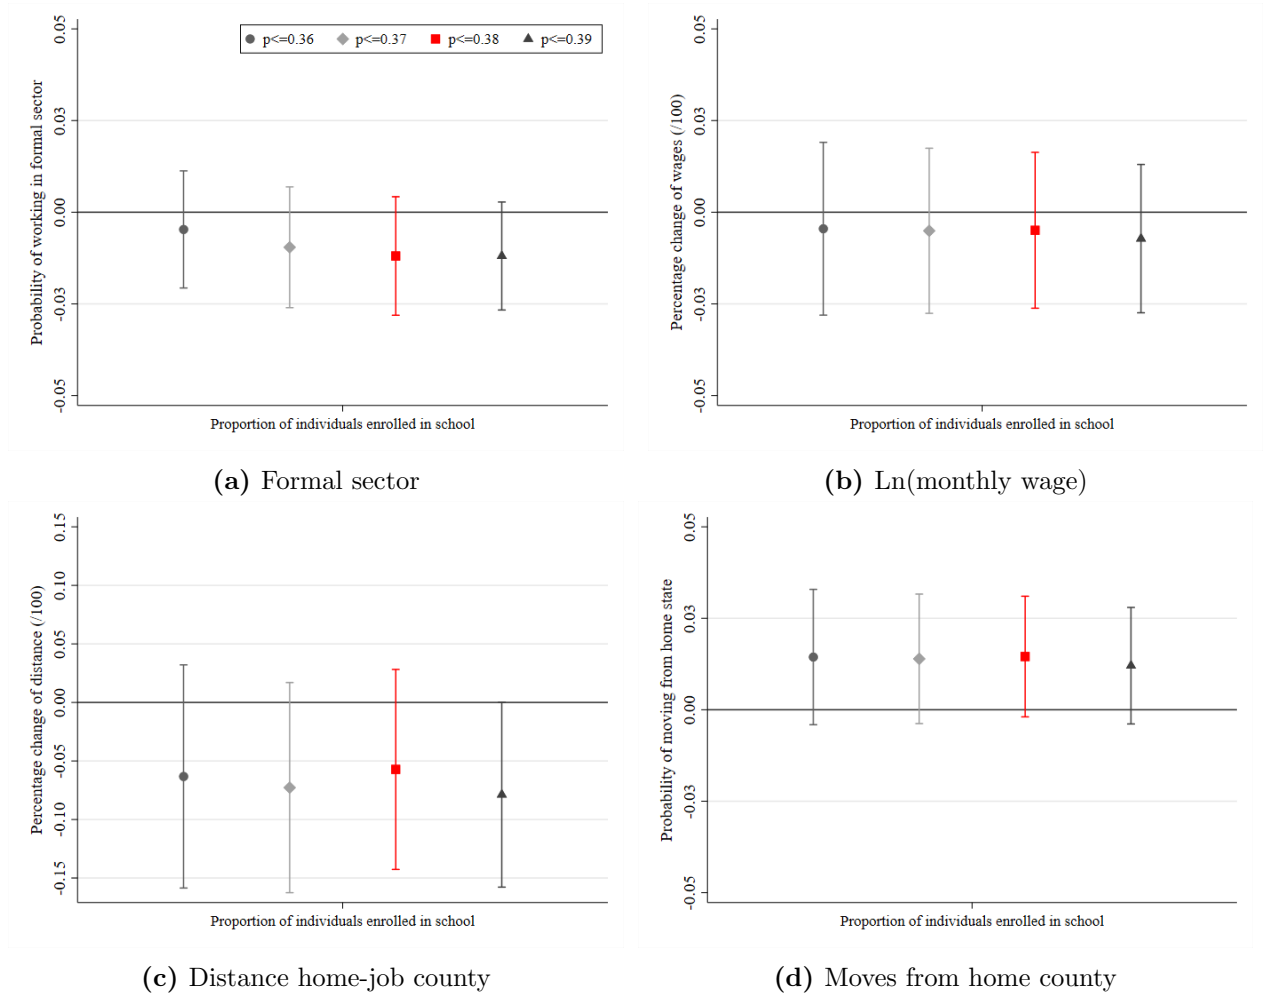 p<=0.36 p<=0.37 p<=0.38 p<=0.39
Probability of working in formal sector
0.05
0.03
0.00
-0.03
-0.05
Proportion of individuals enrolled in school
(a) Formal sector
Percentage change of wages (/100)
0.05
0.03
0.00
-0.03
-0.05
Proportion of individuals enrolled in school
(b) Ln(monthly wage)
Percentage change of distance (/100)
0.15
0.10
0.05
0.00
-0.05
-0.10
-0.15
Proportion of individuals enrolled in school
(c) Distance home-job county
Probability of moving from home state
0.05
0.03
0.00
-0.03
-0.05
Proportion of individuals enrolled in school
(d) Moves from home county